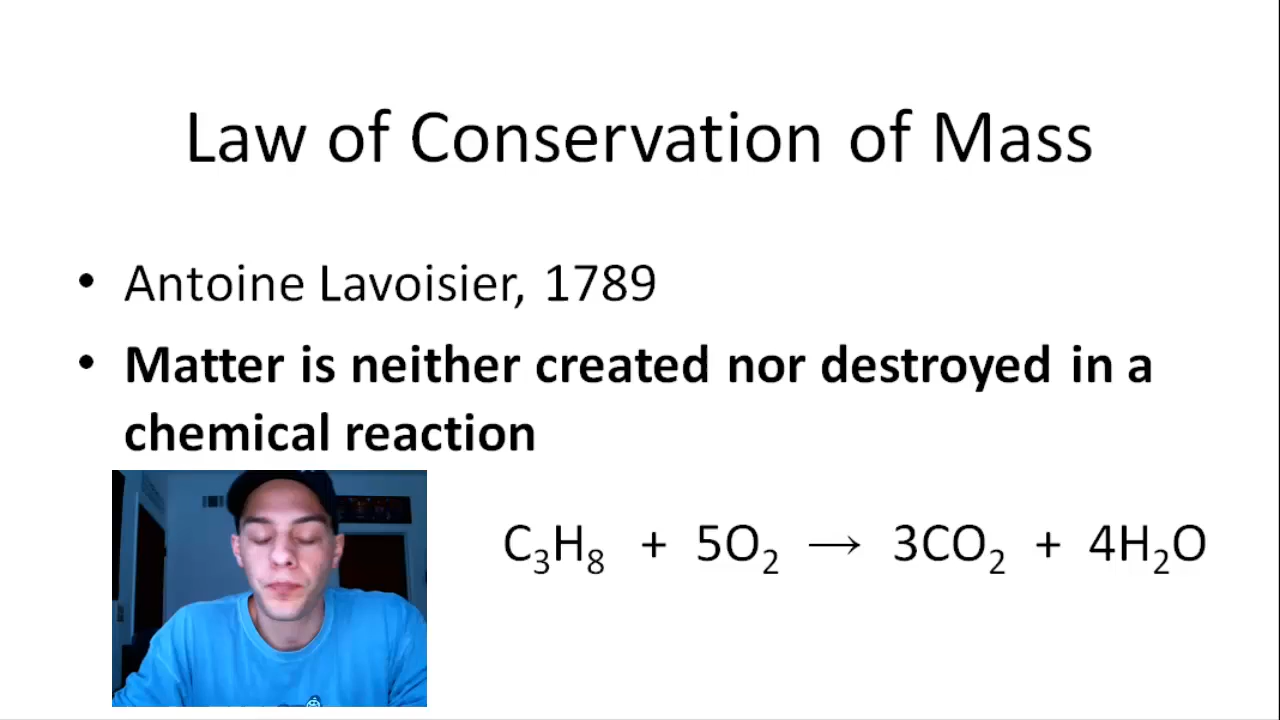 Law of Conservation of Mass
• Antoine Lavoisier, 1789
• Matter is neither created nor destroyed in a
chemical reaction
C₃H₈ + 5O₂ → 3CO₂ + 4H₂O